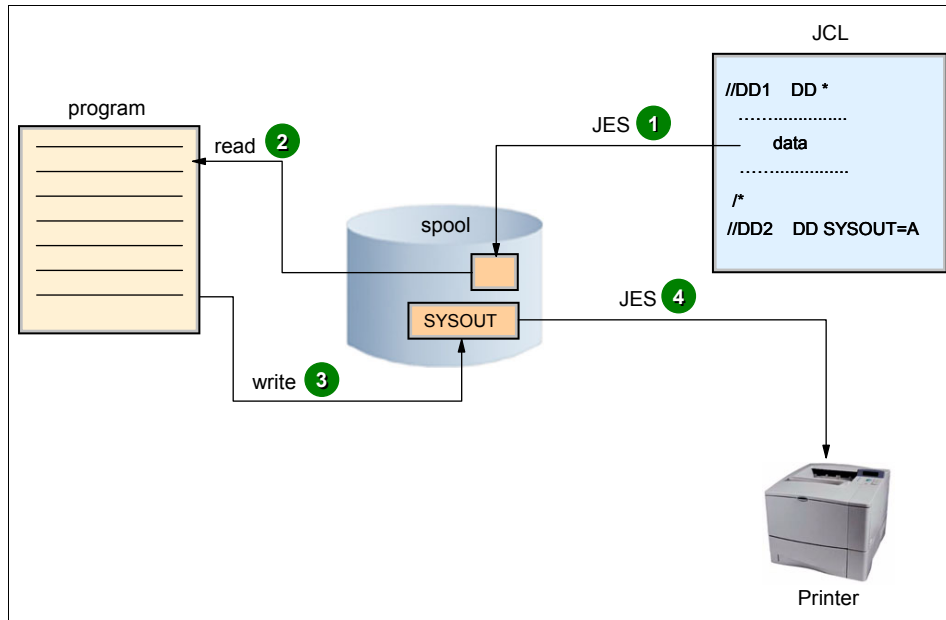 JCL
//DD1 DD *
......................
data
......................
/*
//DD2 DD SYSOUT=A
program
JES 1
read 2
spool
SYSOUT
JES 4
write 3
Printer